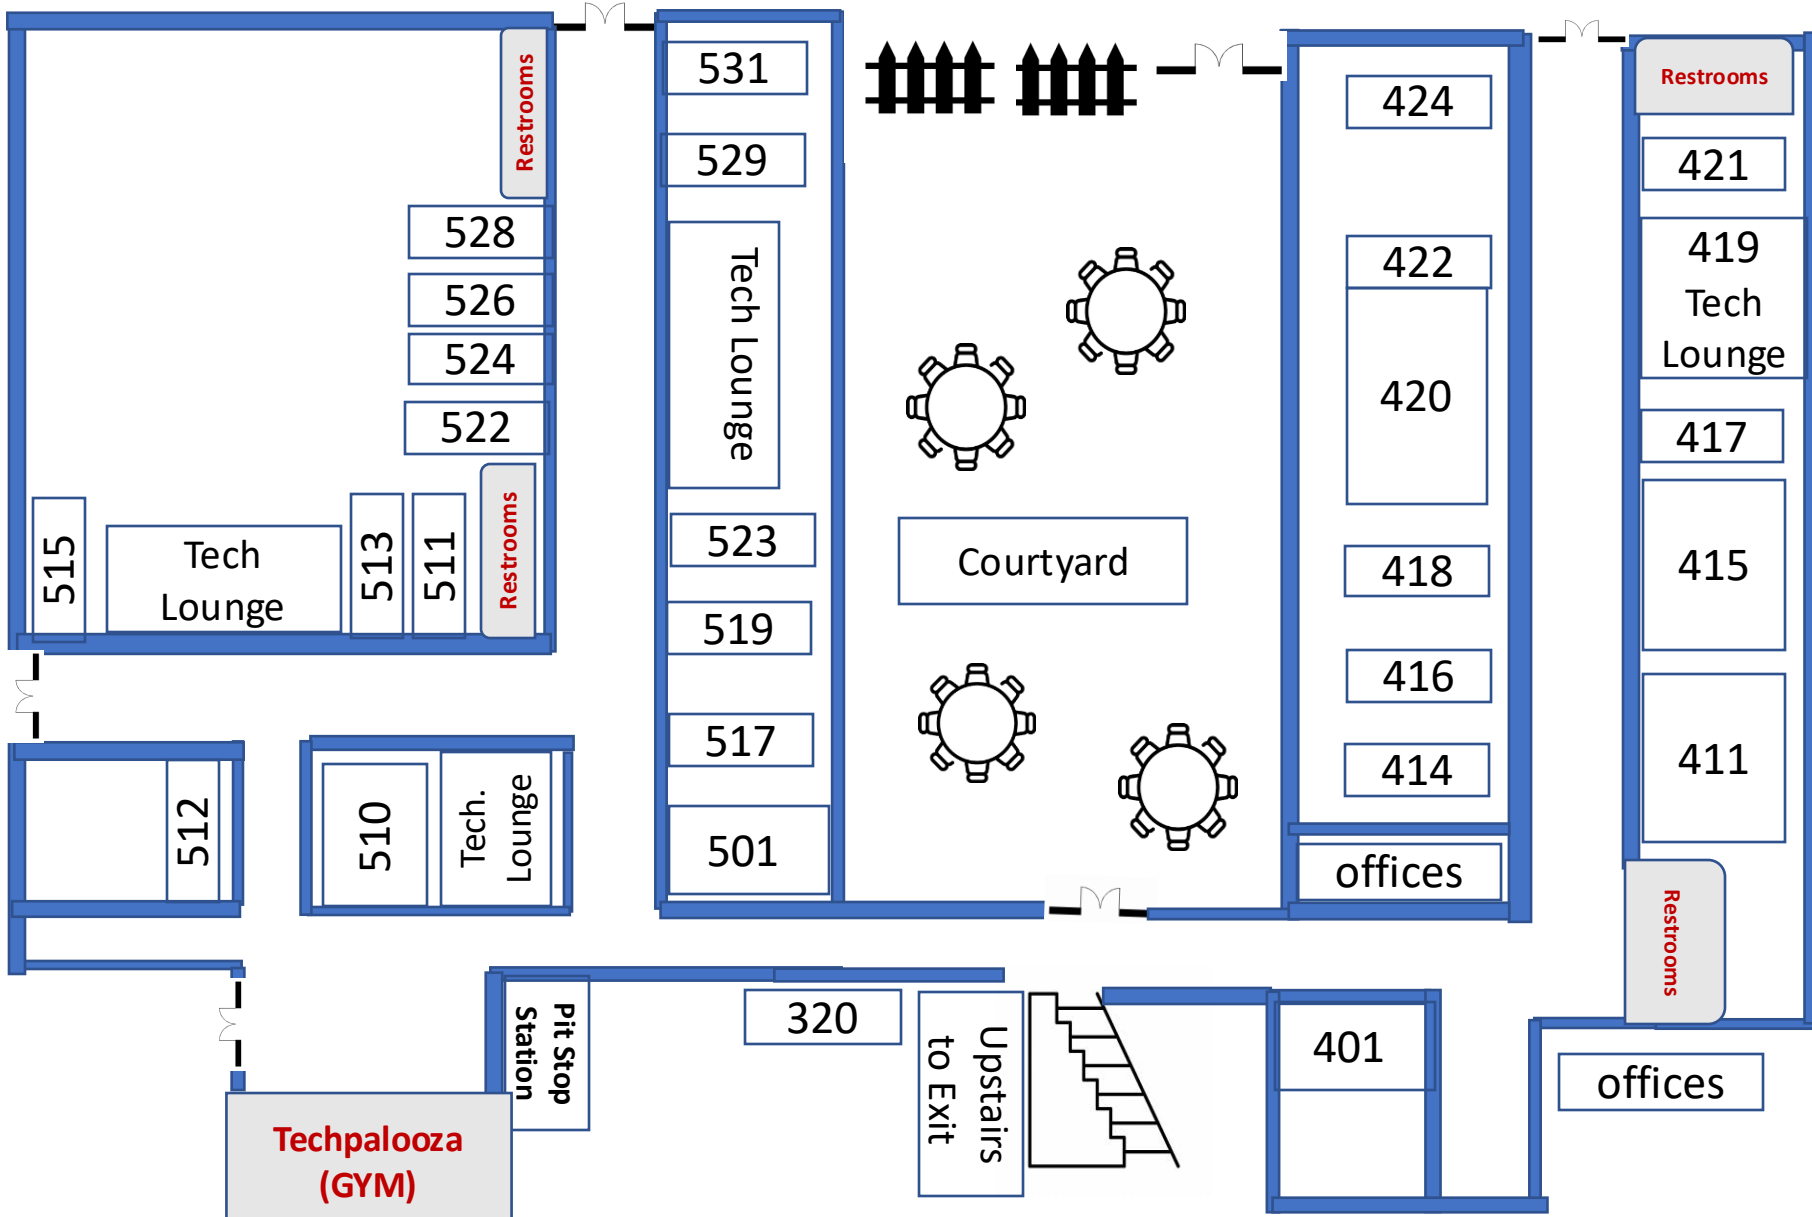 Restrooms
531
529
528
526
524
522
Tech Lounge
515
Tech
Lounge
513
511
Restrooms
523
519
517
501
512
510
Tech.
Lounge
Courtyard
424
422
420
418
416
414
offices
Restrooms
421
419
Tech
Lounge
417
415
411
Restrooms
Pit Stop
Station
320
Upstairs
to Exit
401
offices
Techpalooza
(GYM)